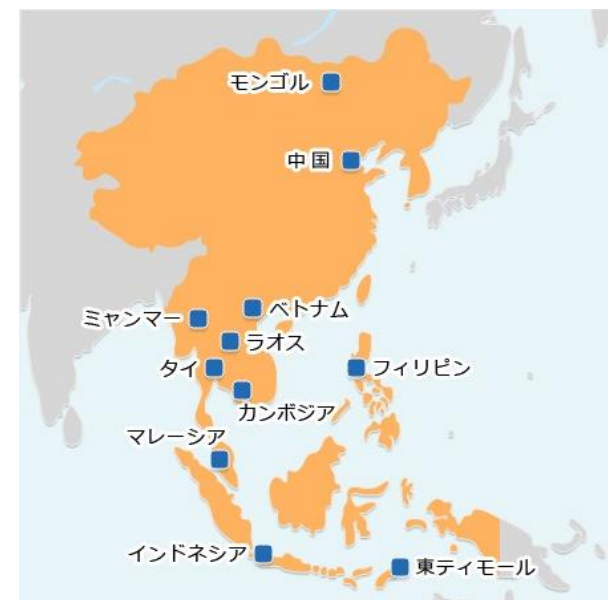 モンゴル
中国
ベトナム
ミャンマー
ラオス
タイ
フィリピン
カンボジア
マレーシア
インドネシア
東ティモール